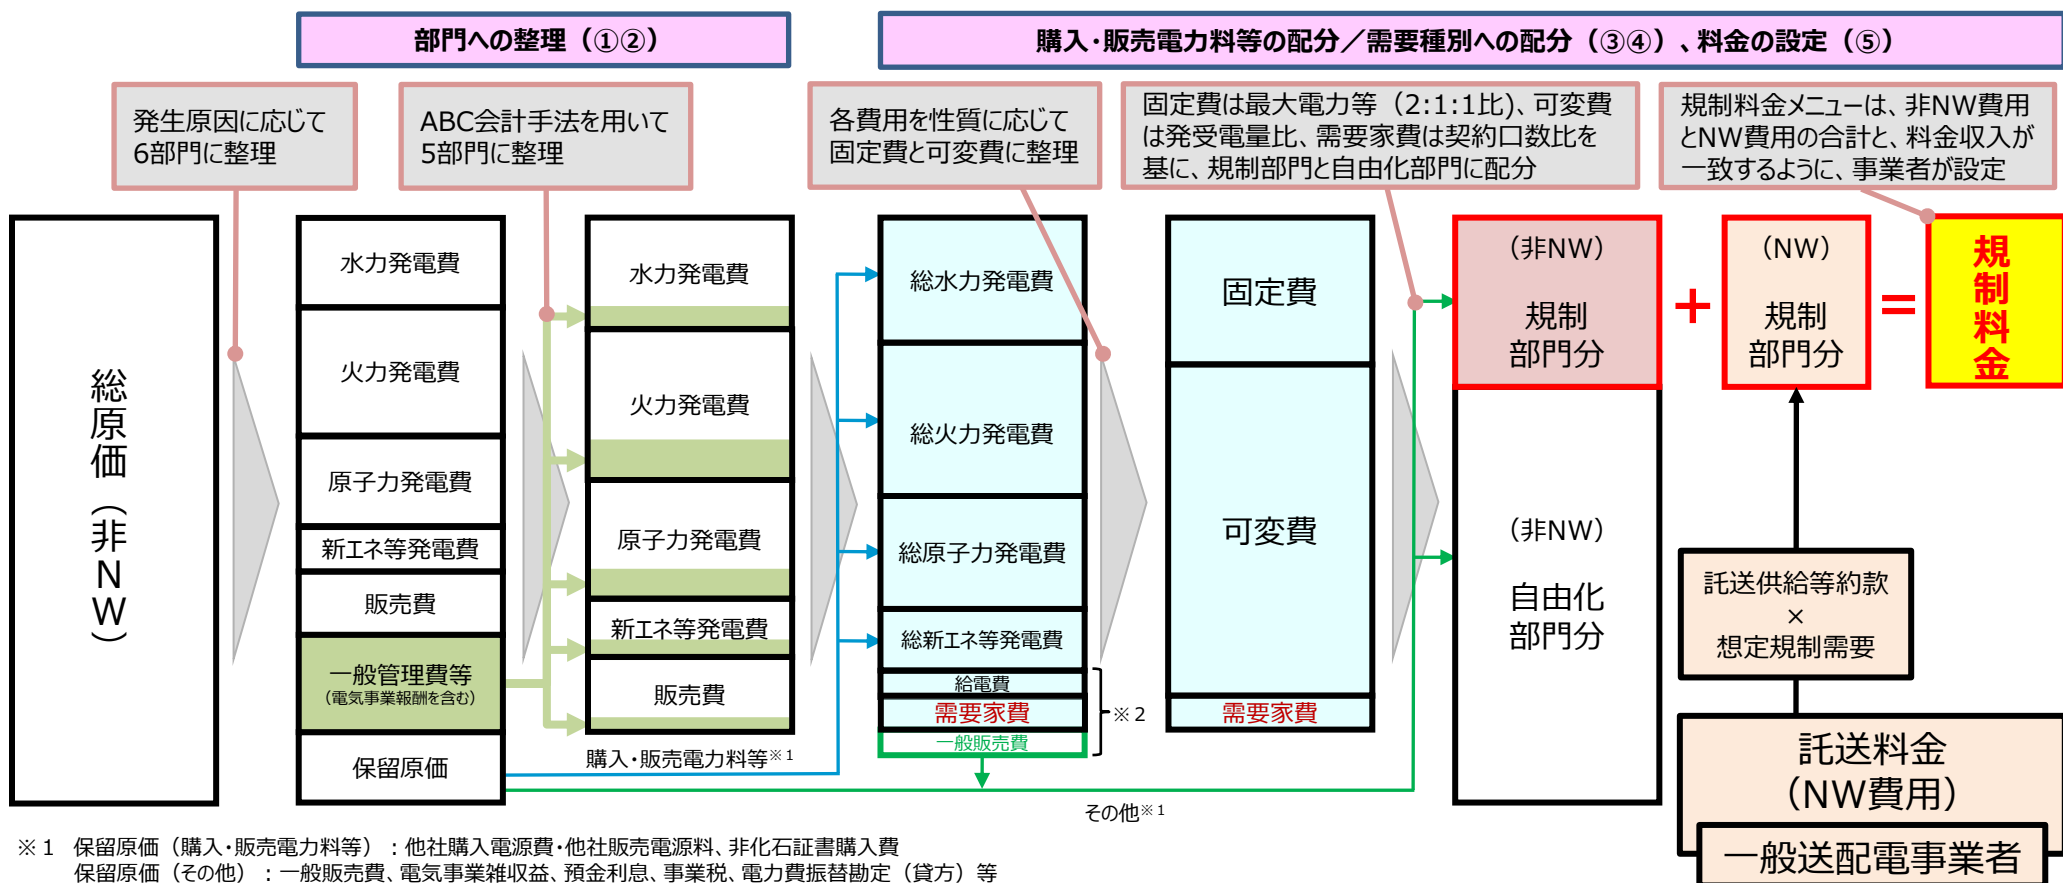 部門への整理（①②）
購入・販売電力料等の配分／需要種別への配分（③④）、料金の設定（⑤）
発生原因に応じて
6部門に整理
ABC会計手法を用いて
5部門に整理
各費用を性質に応じて
固定費と可変費に整理
固定費は最大電力等（2:1:1比）、可変費
は発受電量比、需要家費は契約口数比を
基に、規制部門と自由化部門に配分
規制料金メニューは、非NW費用
とNW費用の合計と、料金収入が
一致するように、事業者が設定
総原価（非NW）
水力発電費
火力発電費
原子力発電費
新エネ等発電費
販売費
一般管理費等
（電気事業報酬を含む）
保留原価
水力発電費
火力発電費
原子力発電費
新エネ等発電費
販売費
購入・販売電力料等※1
総水力発電費
総火力発電費
総原子力発電費
総新エネ等発電費
給電費
需要家費
一般販売費
※2
固定費
可変費
需要家費
その他※1
（非NW）
規制
部門分
（非NW）
自由化
部門分
＋
（NW）
規制
部門分
＝
規制料金
託送供給等約款
×
想定規制需要
託送料金
（NW費用）
一般送配電事業者
※1 保留原価（購入・販売電力料等）：他社購入電源費・他社販売電源料、非化石証書購入費
保留原価（その他）：一般販売費、電気事業雑収益、預金利息、事業税、電力費振替勘定（貸方）等